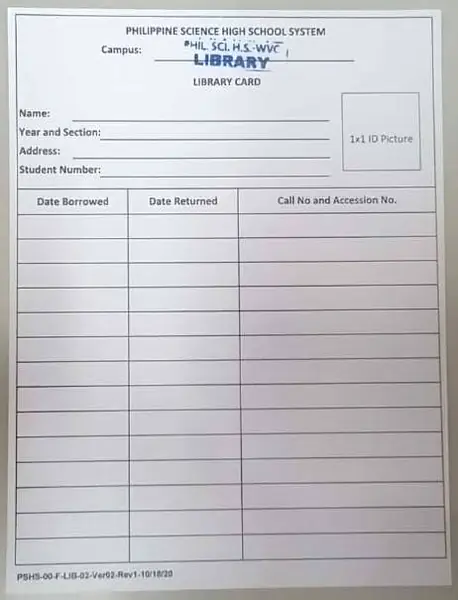 PHILIPPINE SCIENCE HIGH SCHOOL SYSTEM
Campus: PHIL. SCI. H.S.-WVC
LIBRARY
LIBRARY CARD
Name:
Year and Section:
Address:
Student Number:
1x1 ID Picture
Date Borrowed Date Returned Call No and Accession No.
PSHS-00-F-LIB-02-Ver02-Rev1-10/18/20